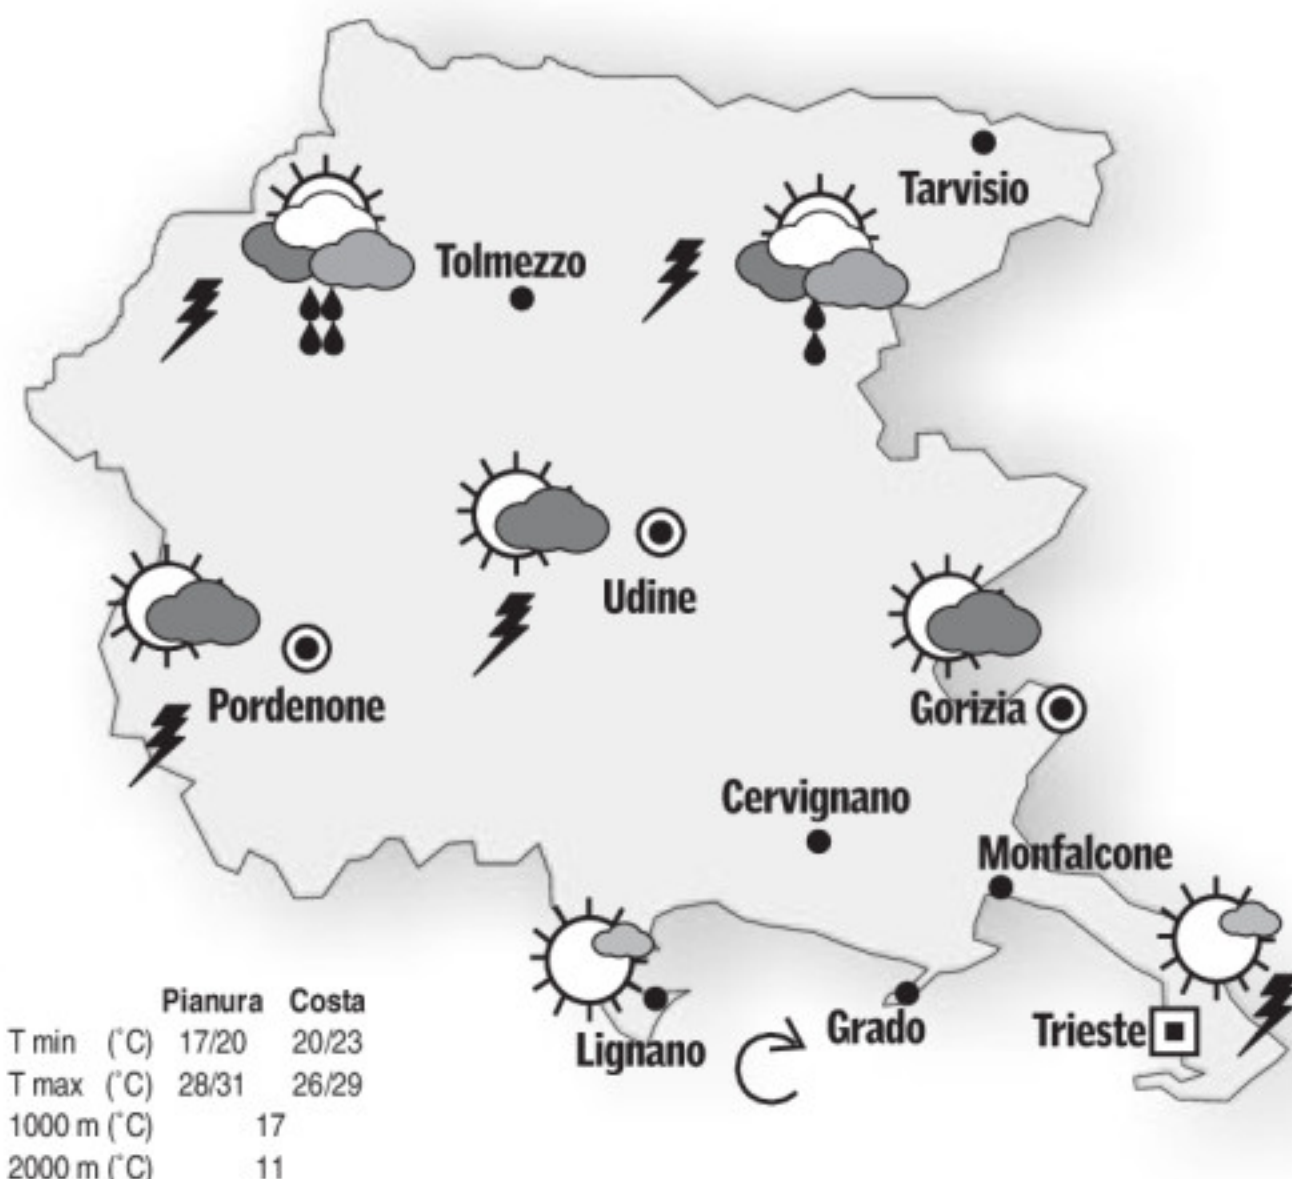 Tarvisio
Tolmezzo
Udine
Pordenone
Gorizia
Cervignano
Monfalcone
Lignano
Grado
Trieste
Pianura Costa
T min (˚C) 17/20 20/23
T max (˚C) 28/31 26/29
1000 m (˚C) 17
2000 m (˚C) 11